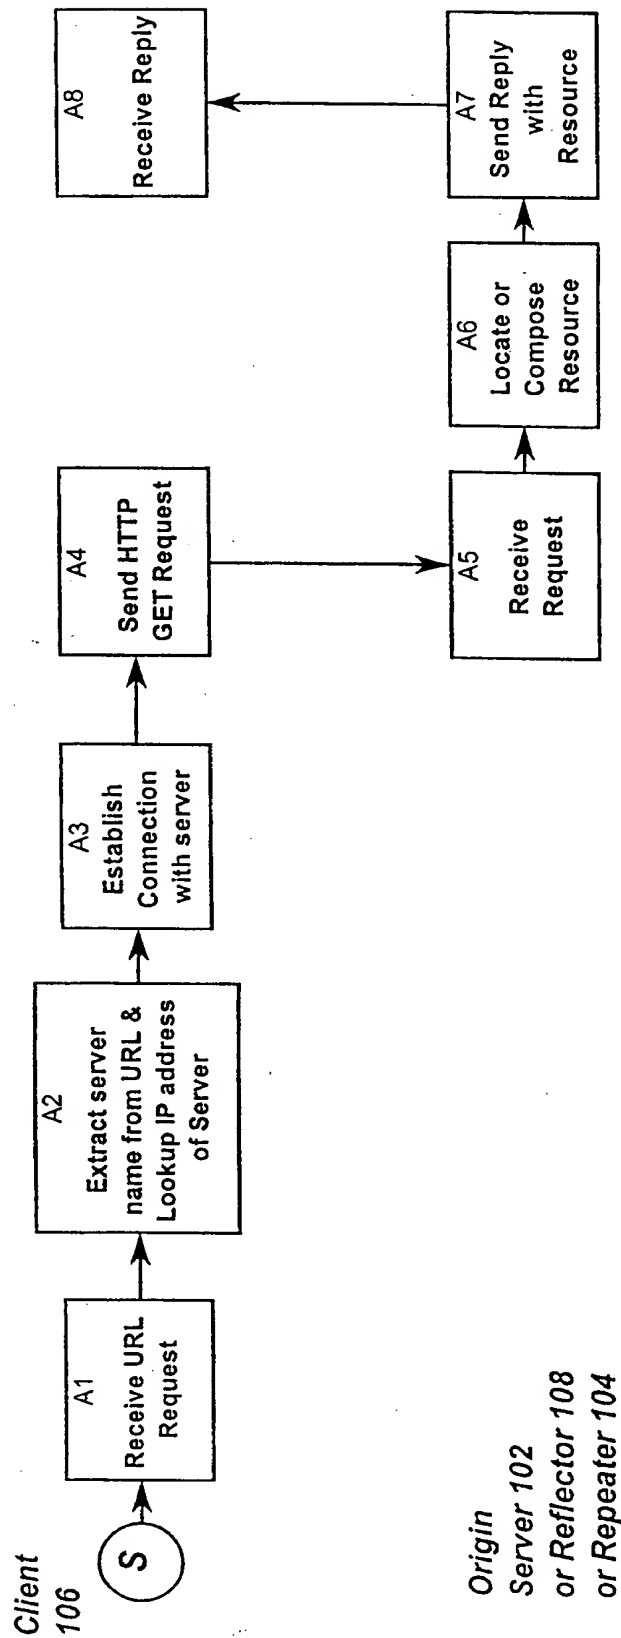 Client
106
S
A1
Receive URL
Request
A2
Extract server
name from URL &
Lookup IP address
of Server
A3
Establish
Connection
with server
A4
Send HTTP
GET Request
A8
Receive Reply
Origin
Server 102
or Reflector 108
or Repeater 104
A5
Receive
Request
A6
Locate or
Compose
Resource
A7
Send Reply
with
Resource